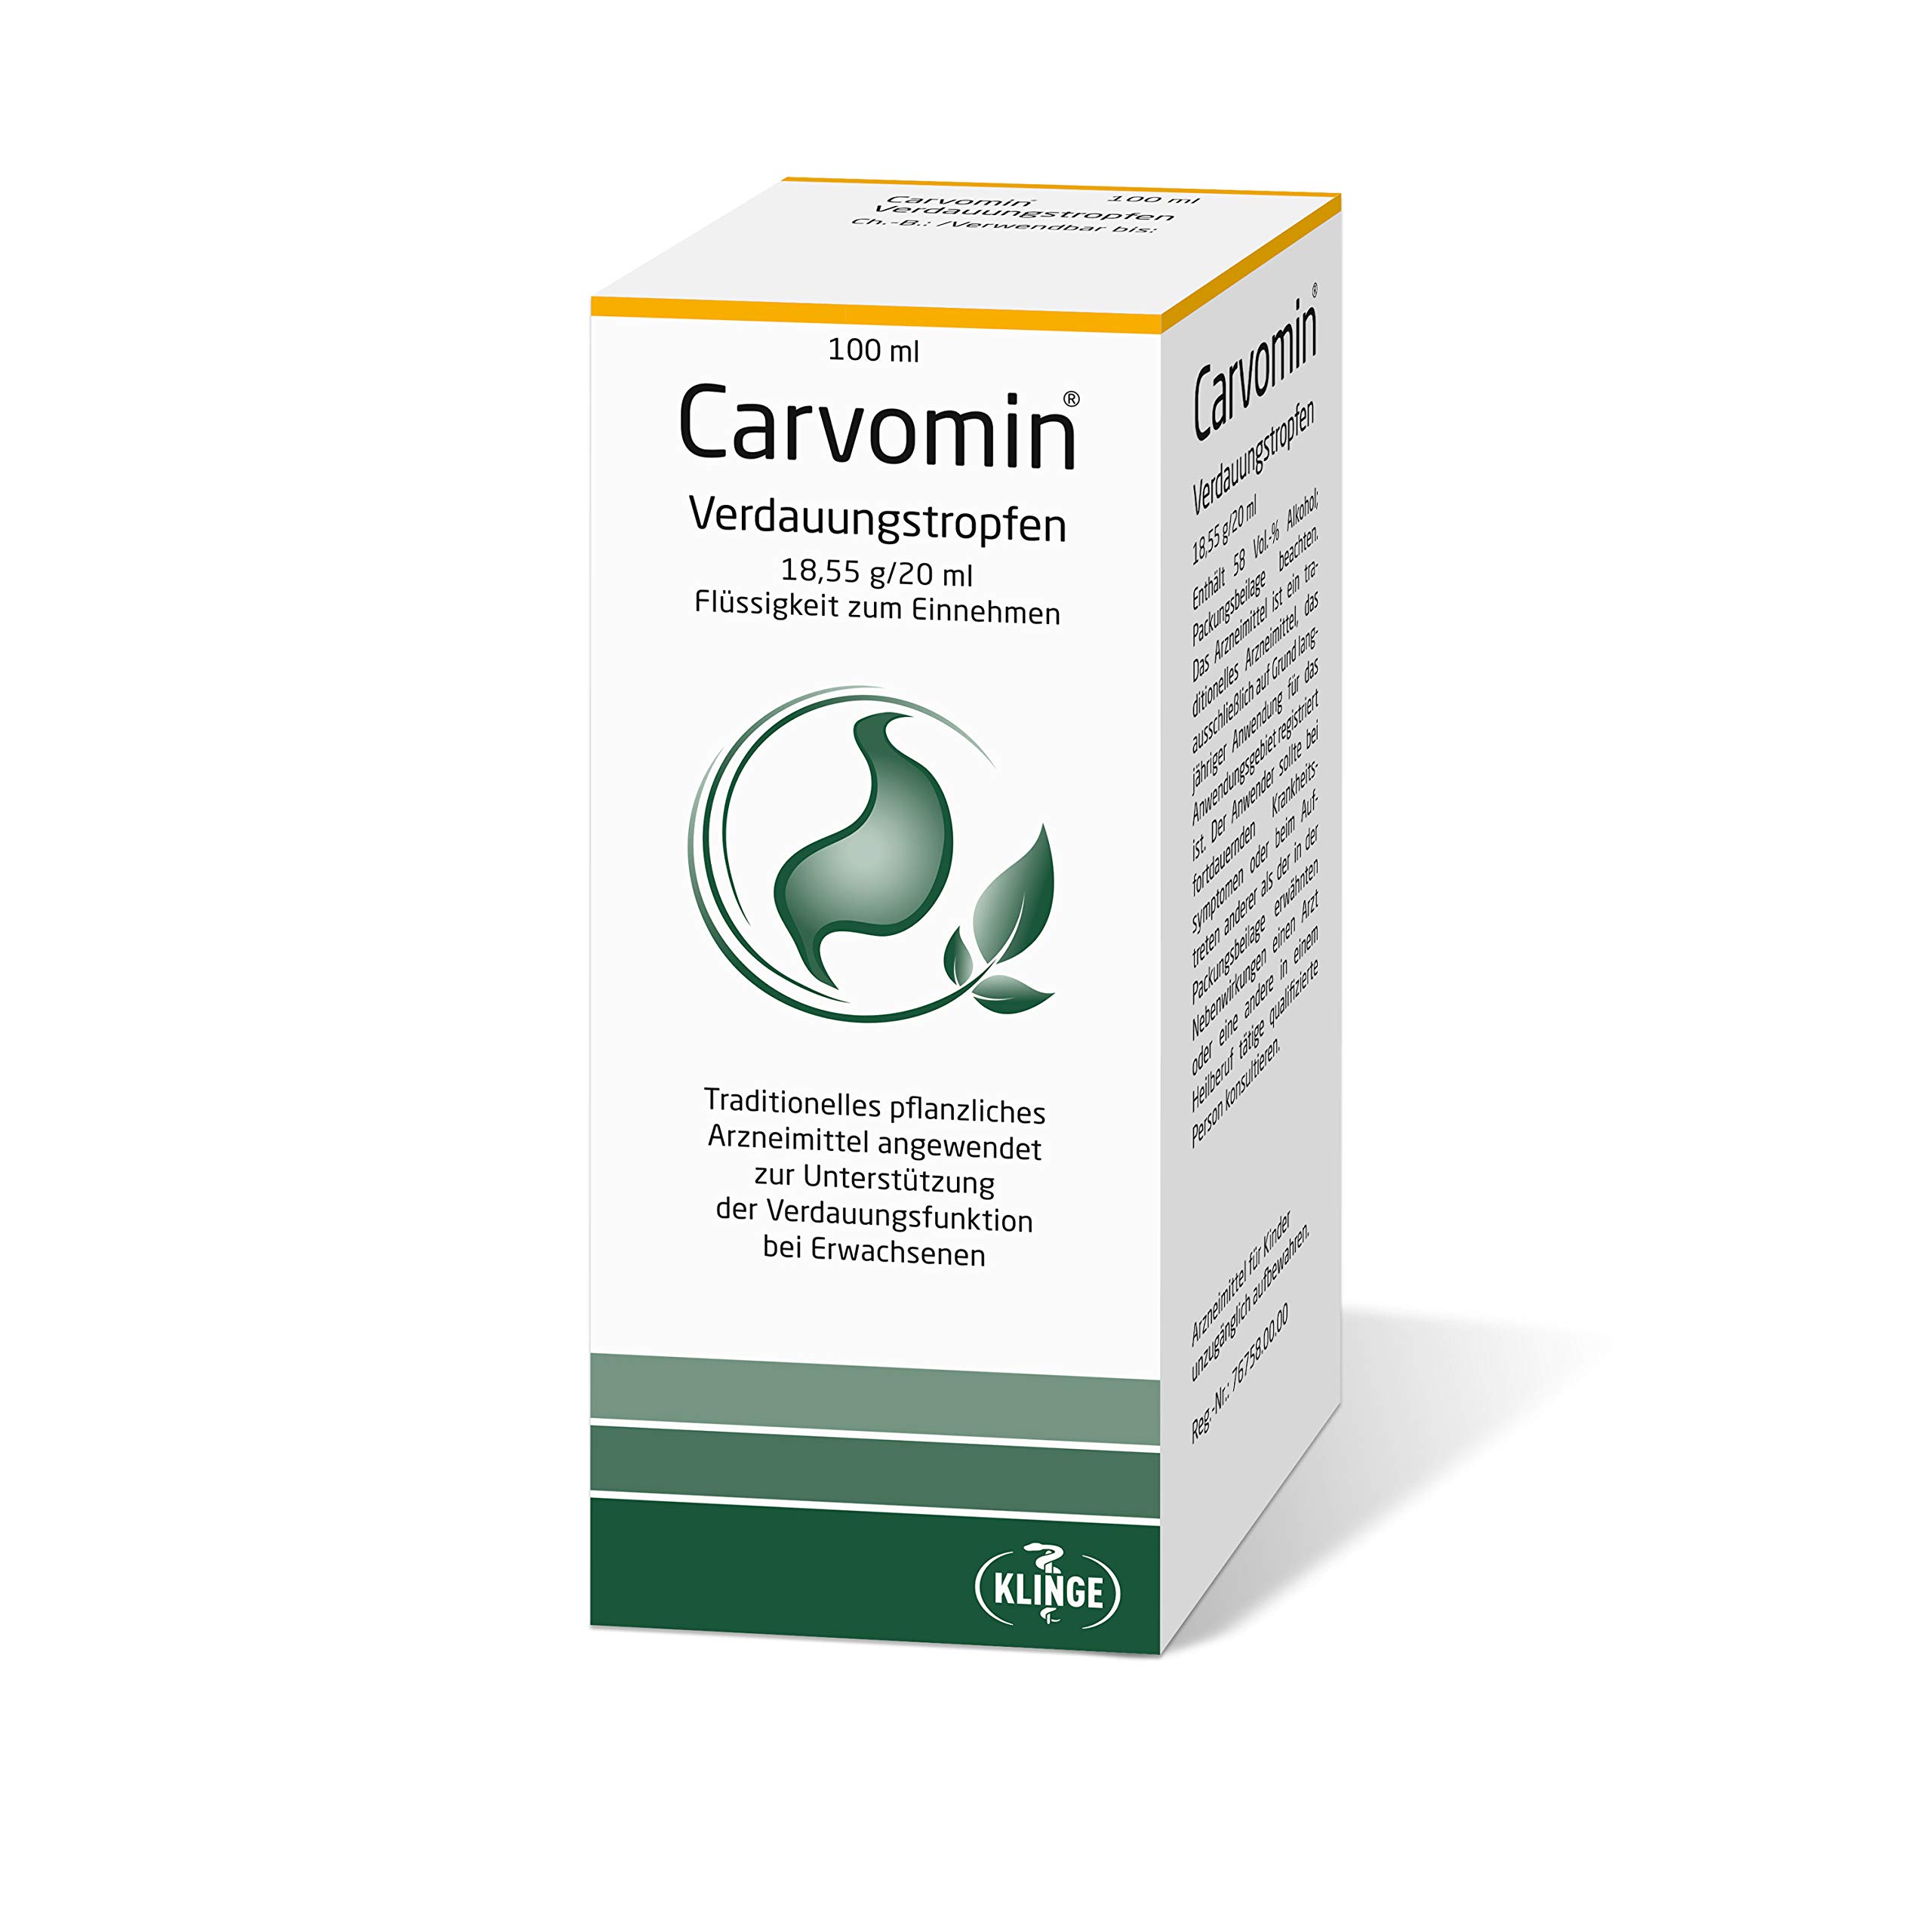 Carvomin® 100 ml
Verdauungstropfen
Ch.-B.: /Verwendbar bis:
100 ml
Carvomin®
Verdauungstropfen
18,55 g/20 ml
Flüssigkeit zum Einnehmen
Traditionelles pflanzliches
Arzneimittel angewendet
zur Unterstützung
der Verdauungsfunktion
bei Erwachsenen
KLINGE
Carvomin®
Verdauungstropfen
18,55 g/20 ml
Enthält 58 Vol.-% Alkohol;
Packungsbeilage beachten.
Das Arzneimittel ist ein tra-
ditionelles Arzneimittel, das
ausschließlich auf Grund lang-
jähriger Anwendung für das
Anwendungsgebiet registriert
ist. Der Anwender sollte bei
fortdauernden Krankheits-
symptomen oder beim Auf-
treten anderer als der in der
Packungsbeilage erwähnten
Nebenwirkungen einen Arzt
oder eine andere in einem
Heilberuf tätige qualifizierte
Person konsultieren.
Arzneimittel für Kinder
unzugänglich aufbewahren.
Reg.-Nr.: 76758.00.00